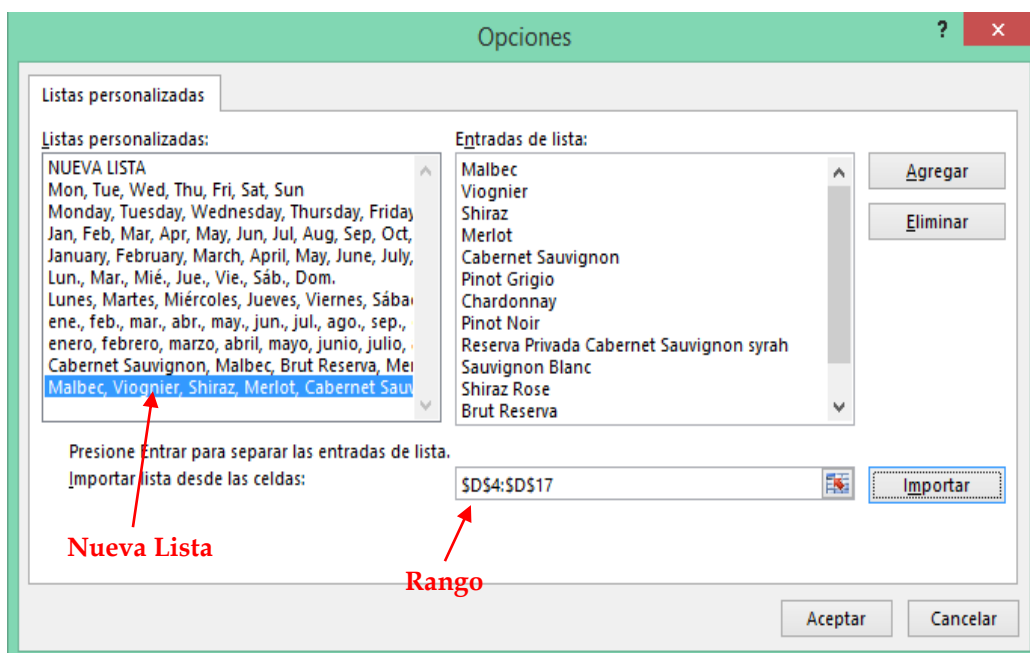 Opciones
?
×
Listas personalizadas
Listas personalizadas:
NUEVA LISTA
Mon, Tue, Wed, Thu, Fri, Sat, Sun
Monday, Tuesday, Wednesday, Thursday, Friday
Jan, Feb, Mar, Apr, May, Jun, Jul, Aug, Sep, Oct,
January, February, March, April, May, June, July,
Lun., Mar., Mié., Jue., Vie., Sáb., Dom.
Lunes, Martes, Miércoles, Jueves, Viernes, Sába
ene., feb., mar., abr., may., jun., jul., ago., sep.,
enero, febrero, marzo, abril, mayo, junio, julio,
Cabernet Sauvignon, Malbec, Brut Reserva, Mer
Malbec, Viognier, Shiraz, Merlot, Cabernet Sauv
Entradas de lista:
Malbec
Viognier
Shiraz
Merlot
Cabernet Sauvignon
Pinot Grigio
Chardonnay
Pinot Noir
Reserva Privada Cabernet Sauvignon syrah
Sauvignon Blanc
Shiraz Rose
Brut Reserva
Agregar
Eliminar
Presione Entrar para separar las entradas de lista.
Importar lista desde las celdas:
$D$4:$D$17
Importar
Nueva Lista
Rango
Aceptar
Cancelar